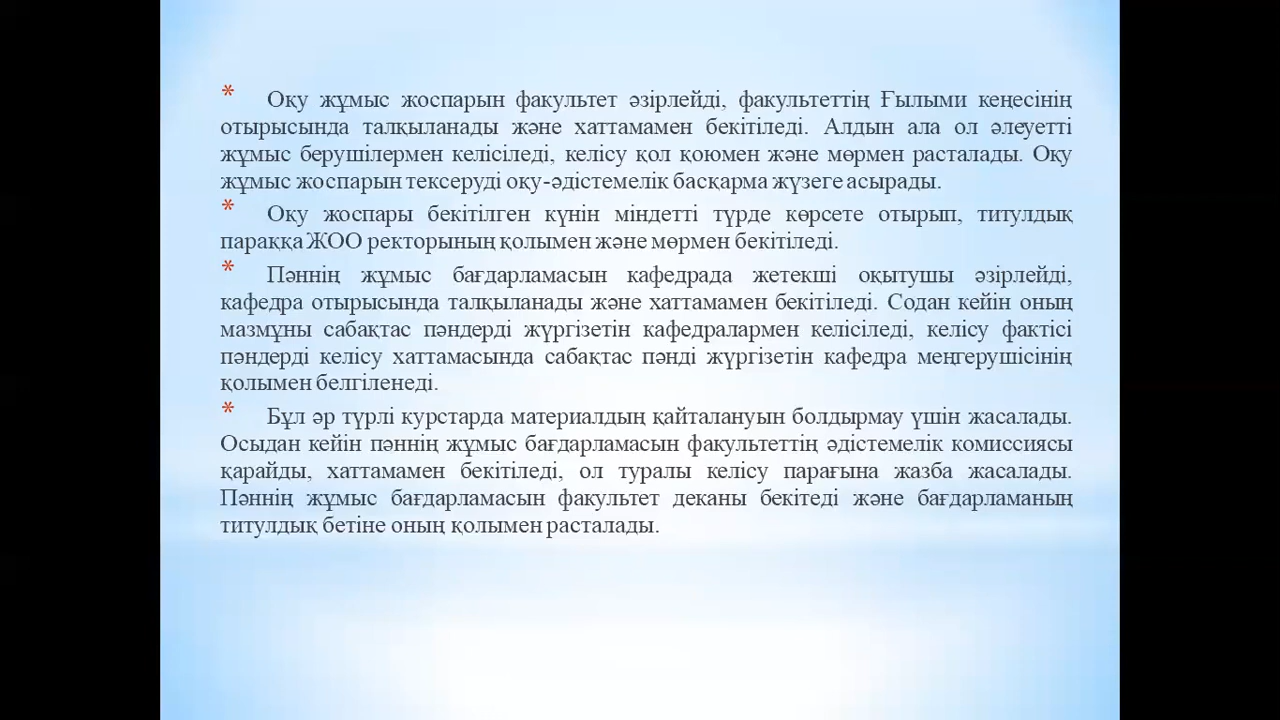 * Оқу жұмыс жоспарын факультет әзірлейді, факультеттің Ғылыми кеңесінің
отырысында талқыланады және хаттамамен бекітіледі. Алдын ала ол әлеуетті
жұмыс берушілермен келісіледі, келісу қол қоюмен және мөрмен расталады. Оқу
жұмыс жоспарын тексеруді оқу-әдістемелік басқарма жүзеге асырады.
* Оқу жоспары бекітілген күнін міндетті түрде көрсете отырып, титулдық
параққа ЖОО ректорының қолымен және мөрмен бекітіледі.
* Пәннің жұмыс бағдарламасын кафедрада жетекші оқытушы әзірлейді,
кафедра отырысында талқыланады және хаттамамен бекітіледі. Содан кейін оның
мазмұны сабақтас пәндерді жүргізетін кафедралармен келісіледі, келісу фактісі
пәндерді келісу хаттамасында сабақтас пәнді жүргізетін кафедра меңгерушісінің
қолымен белгіленеді.
* Бұл әр түрлі курстарда материалдың қайталануын болдырмау үшін жасалады.
Осыдан кейін пәннің жұмыс бағдарламасын факультеттің әдістемелік комиссиясы
қарайды, хаттамамен бекітіледі, ол туралы келісу парағына жазба жасалады.
Пәннің жұмыс бағдарламасын факультет деканы бекітеді және бағдарламаның
титулдық бетіне оның қолымен расталады.